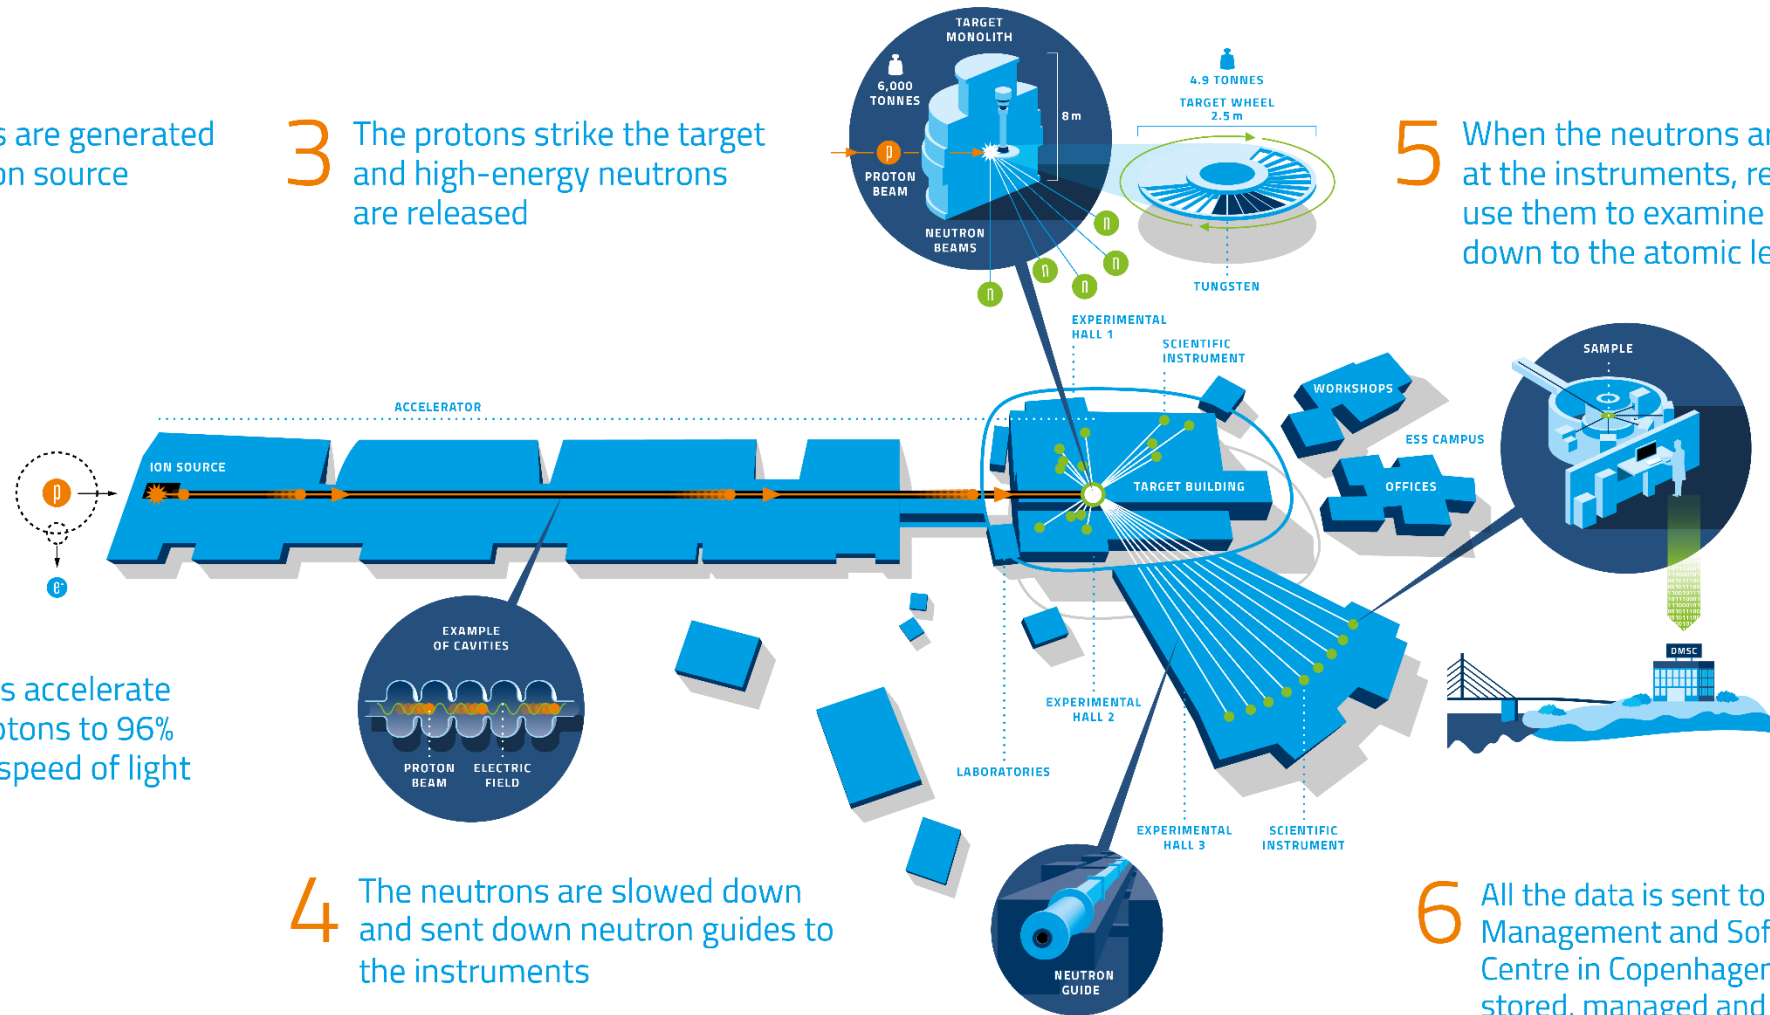 s are generated
on source
3
The protons strike the target
and high-energy neutrons
are released
TARGET
MONOLITH
6,000
TONNES
8 m
p
PROTON
BEAM
NEUTRON
BEAMS
n
n
n
n
n
4.9 TONNES
TARGET WHEEL
2.5 m
TUNGSTEN
5
When the neutrons ar
at the instruments, re
use them to examine
down to the atomic le
EXPERIMENTAL
HALL 1
SCIENTIFIC
INSTRUMENT
WORKSHOPS
ESS CAMPUS
OFFICES
SAMPLE
ACCELERATOR
ION SOURCE
p
e-
TARGET BUILDING
EXAMPLE
OF CAVITIES
PROTON
BEAM
ELECTRIC
FIELD
s accelerate
otons to 96%
speed of light
EXPERIMENTAL
HALL 2
LABORATORIES
EXPERIMENTAL
HALL 3
SCIENTIFIC
INSTRUMENT
DMSC
4
The neutrons are slowed down
and sent down neutron guides to
the instruments
NEUTRON
GUIDE
6
All the data is sent to
Management and Sof
Centre in Copenhagen
stored, managed and